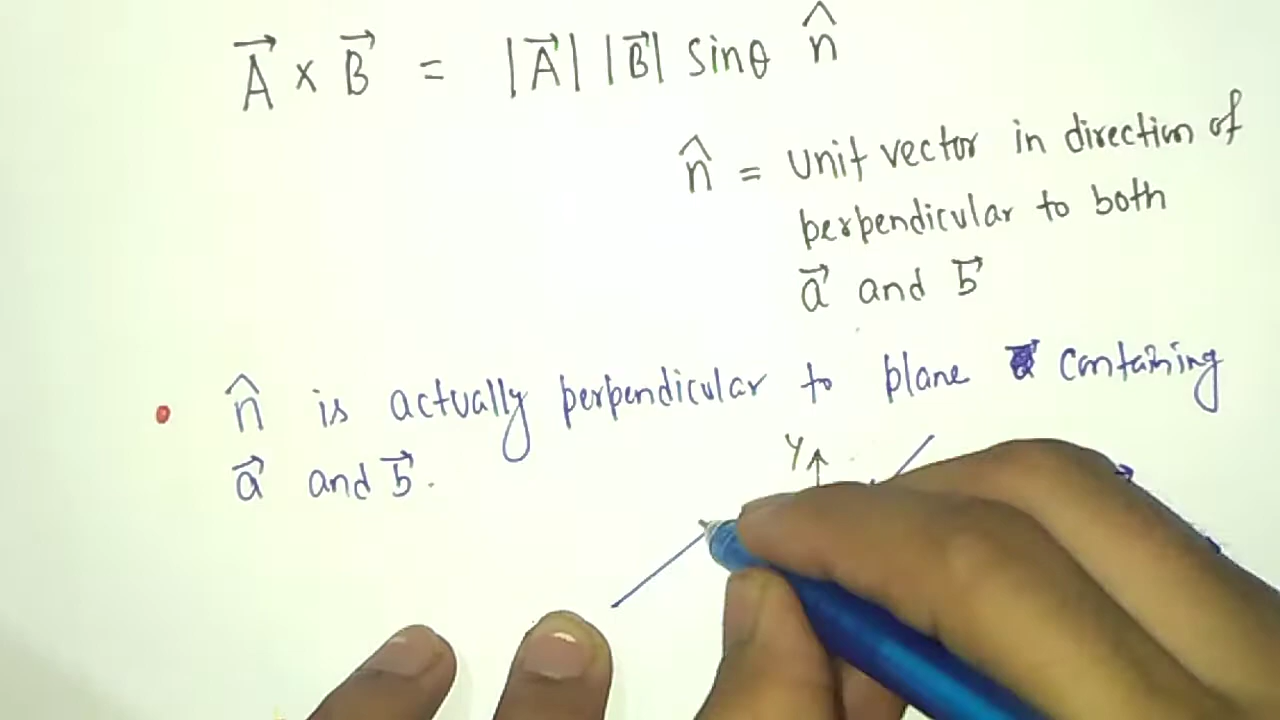 A⃗ × B⃗ = |A⃗| |B⃗| sinθ n̂
n̂ = unit vector in direction of
perpendicular to both
a⃗ and b⃗
n̂ is actually perpendicular to plane containing
a⃗ and b⃗.
Y